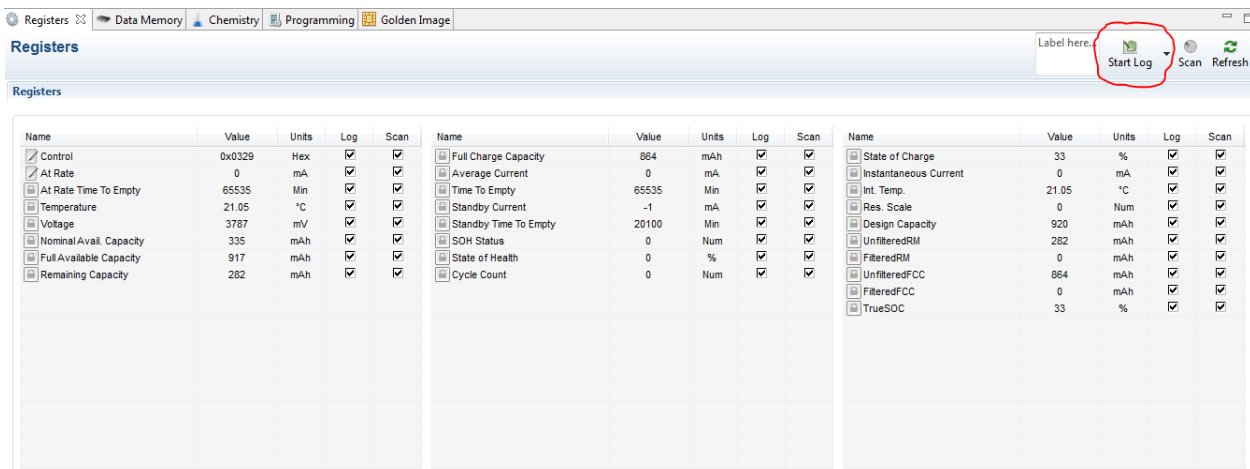 Registers Data Memory Chemistry Programming Golden Image
Registers
Label here...
Start Log Scan Refresh
Registers
Name Value Units Log Scan Name Value Units Log Scan Name Value Units Log Scan
Control 0x0329 Hex Full Charge Capacity 864 mAh State of Charge 33 %
At Rate 0 mA Average Current 0 mA Instantaneous Current 0 mA
At Rate Time To Empty 65535 Min Time To Empty 65535 Min Int. Temp. 21.05 °C
Temperature 21.05 °C Standby Current -1 mA Res. Scale 0 Num
Voltage 3787 mV Standby Time To Empty 20100 Min Design Capacity 920 mAh
Nominal Avail. Capacity 335 mAh SOH Status 0 Num UnfilteredRM 282 mAh
Full Available Capacity 917 mAh State of Health 0 % FilteredRM 0 mAh
Remaining Capacity 282 mAh Cycle Count 0 Num UnfilteredFCC 864 mAh
FilteredFCC 0 mAh
TrueSOC 33 %